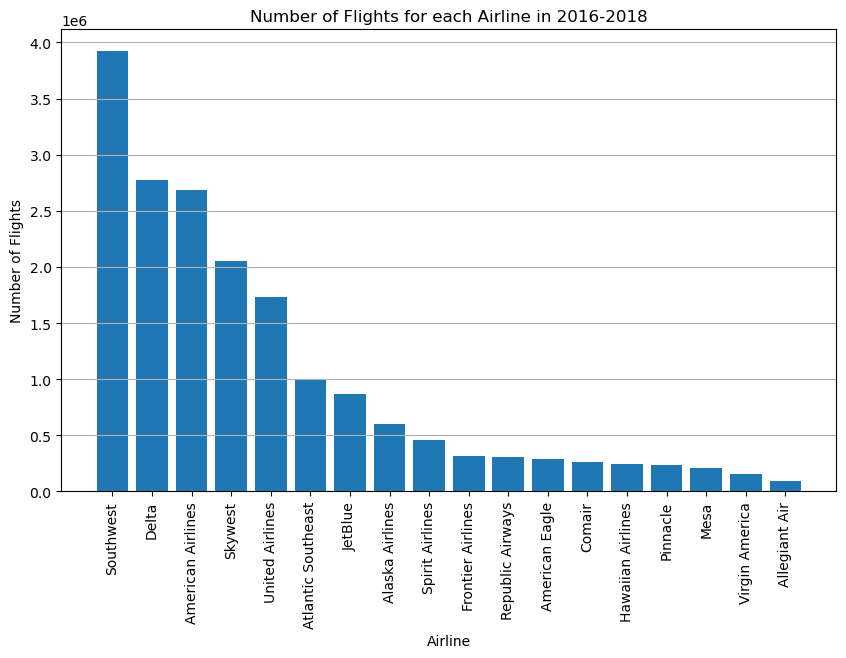 Number of Flights for each Airline in 2016-2018
1e6
4.0
3.5
3.0
2.5
2.0
1.5
1.0
0.5
0.0
Number of Flights
Southwest
Delta
American Airlines
Skywest
United Airlines
Atlantic Southeast
JetBlue
Alaska Airlines
Spirit Airlines
Frontier Airlines
Republic Airways
American Eagle
Comair
Hawaiian Airlines
Pinnacle
Mesa
Virgin America
Allegiant Air
Airline